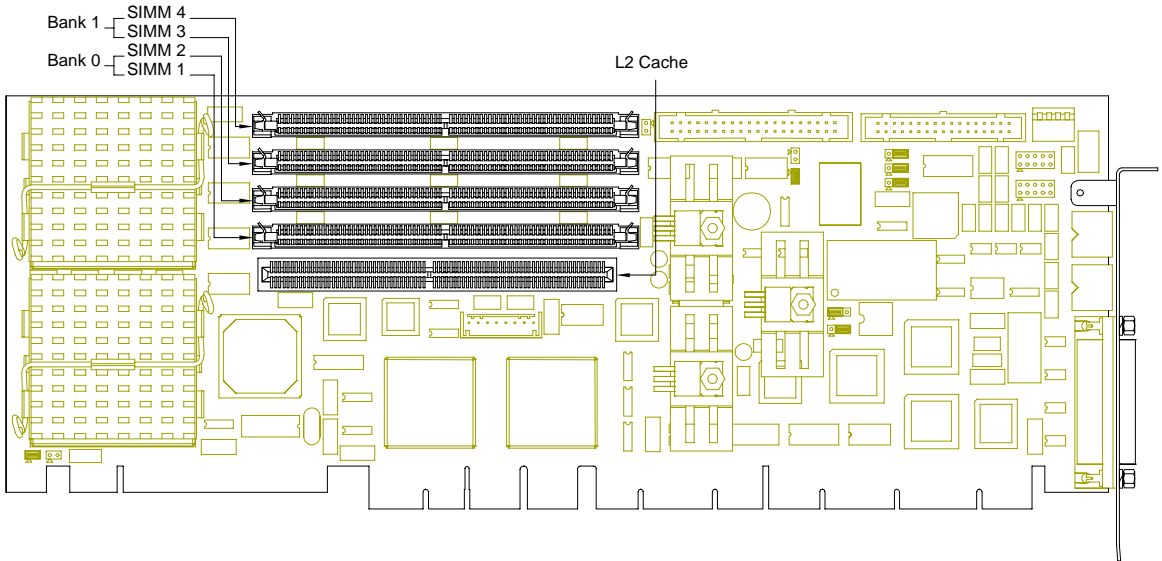 Bank 1
SIMM 4
SIMM 3
Bank 0
SIMM 2
SIMM 1
L2 Cache